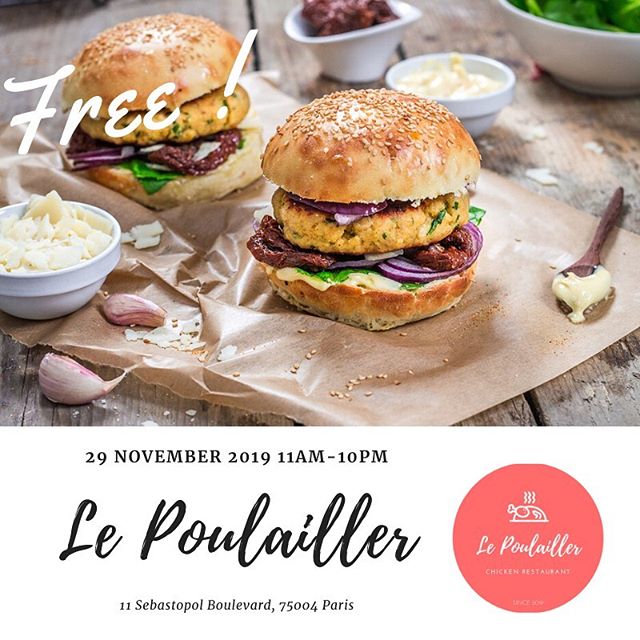 Free !
29 NOVEMBER 2019 11AM-10PM
Le Poulailler
11 Sebastopol Boulevard, 75004 Paris
Le Poulailler
CHICKEN RESTAURANT